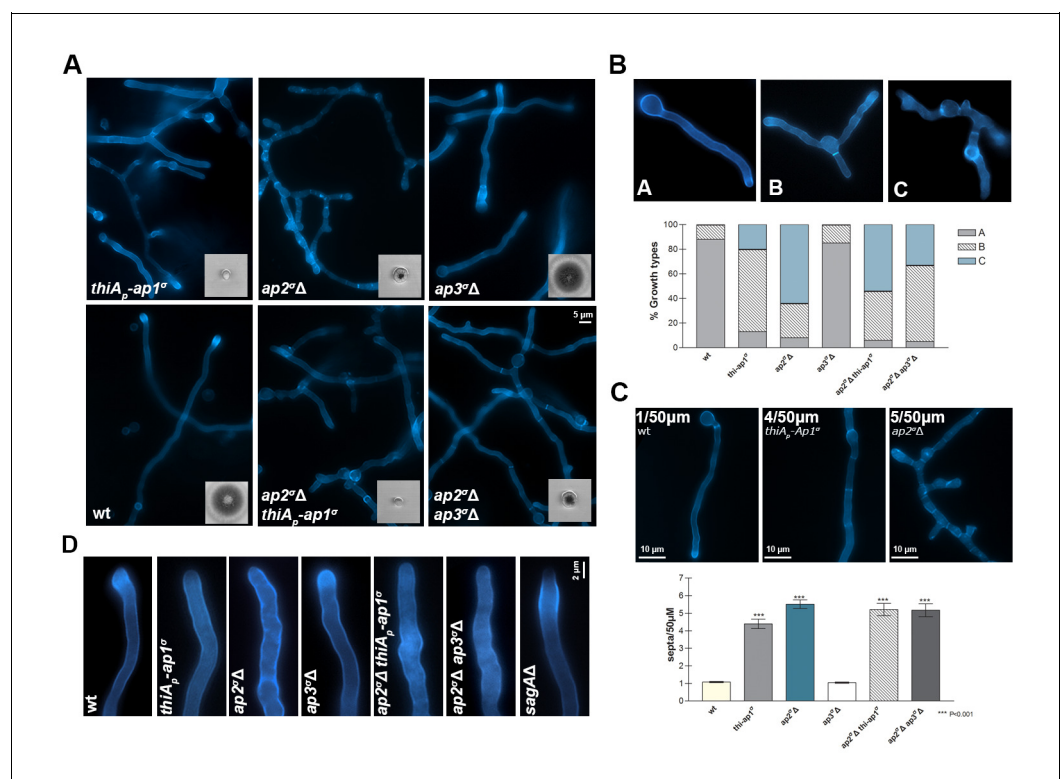 A
thiAp-ap1σ
ap2σΔ
ap3σΔ
5 µm
wt
ap2σΔ
thiAp-ap1σ
ap2σΔ
ap3σΔ
B
A
B
C
100
80
60
40
20
0
% Growth types
A
B
C
wt
thi-ap1σ
ap2σΔ
ap3σΔ
ap2σΔ thi-ap1σ
ap2σΔ ap3σΔ
C
1/50µm
wt
10 µm
4/50µm
thiAp-Ap1σ
10 µm
5/50µm
ap2σΔ
10 µm
7
6
5
4
3
2
1
0
septa/50µM
***
***
***
***
wt
thi-ap1σ
ap2σΔ
ap3σΔ
ap2σΔ thi-ap1σ
ap2σΔ ap3σΔ
*** P<0.001
D
wt
thiAp-ap1σ
ap2σΔ
ap3σΔ
ap2σΔ thiAp-ap1σ
ap2σΔ ap3σΔ
sagAΔ
2 µm